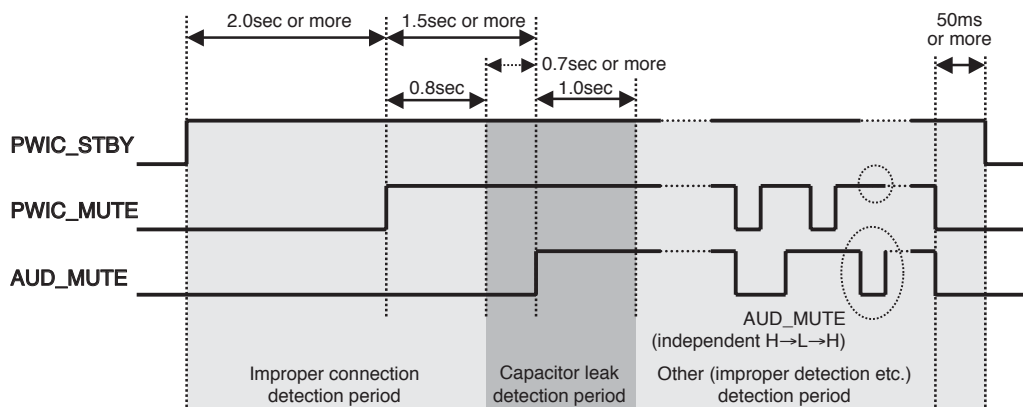 2.0sec or more
1.5sec or more
50ms
or more
0.7sec or more
0.8sec
1.0sec
PWIC_STBY
PWIC_MUTE
AUD_MUTE
AUD_MUTE
(independent H→L→H)
Improper connection
detection period
Capacitor leak
detection period
Other (improper detection etc.)
detection period